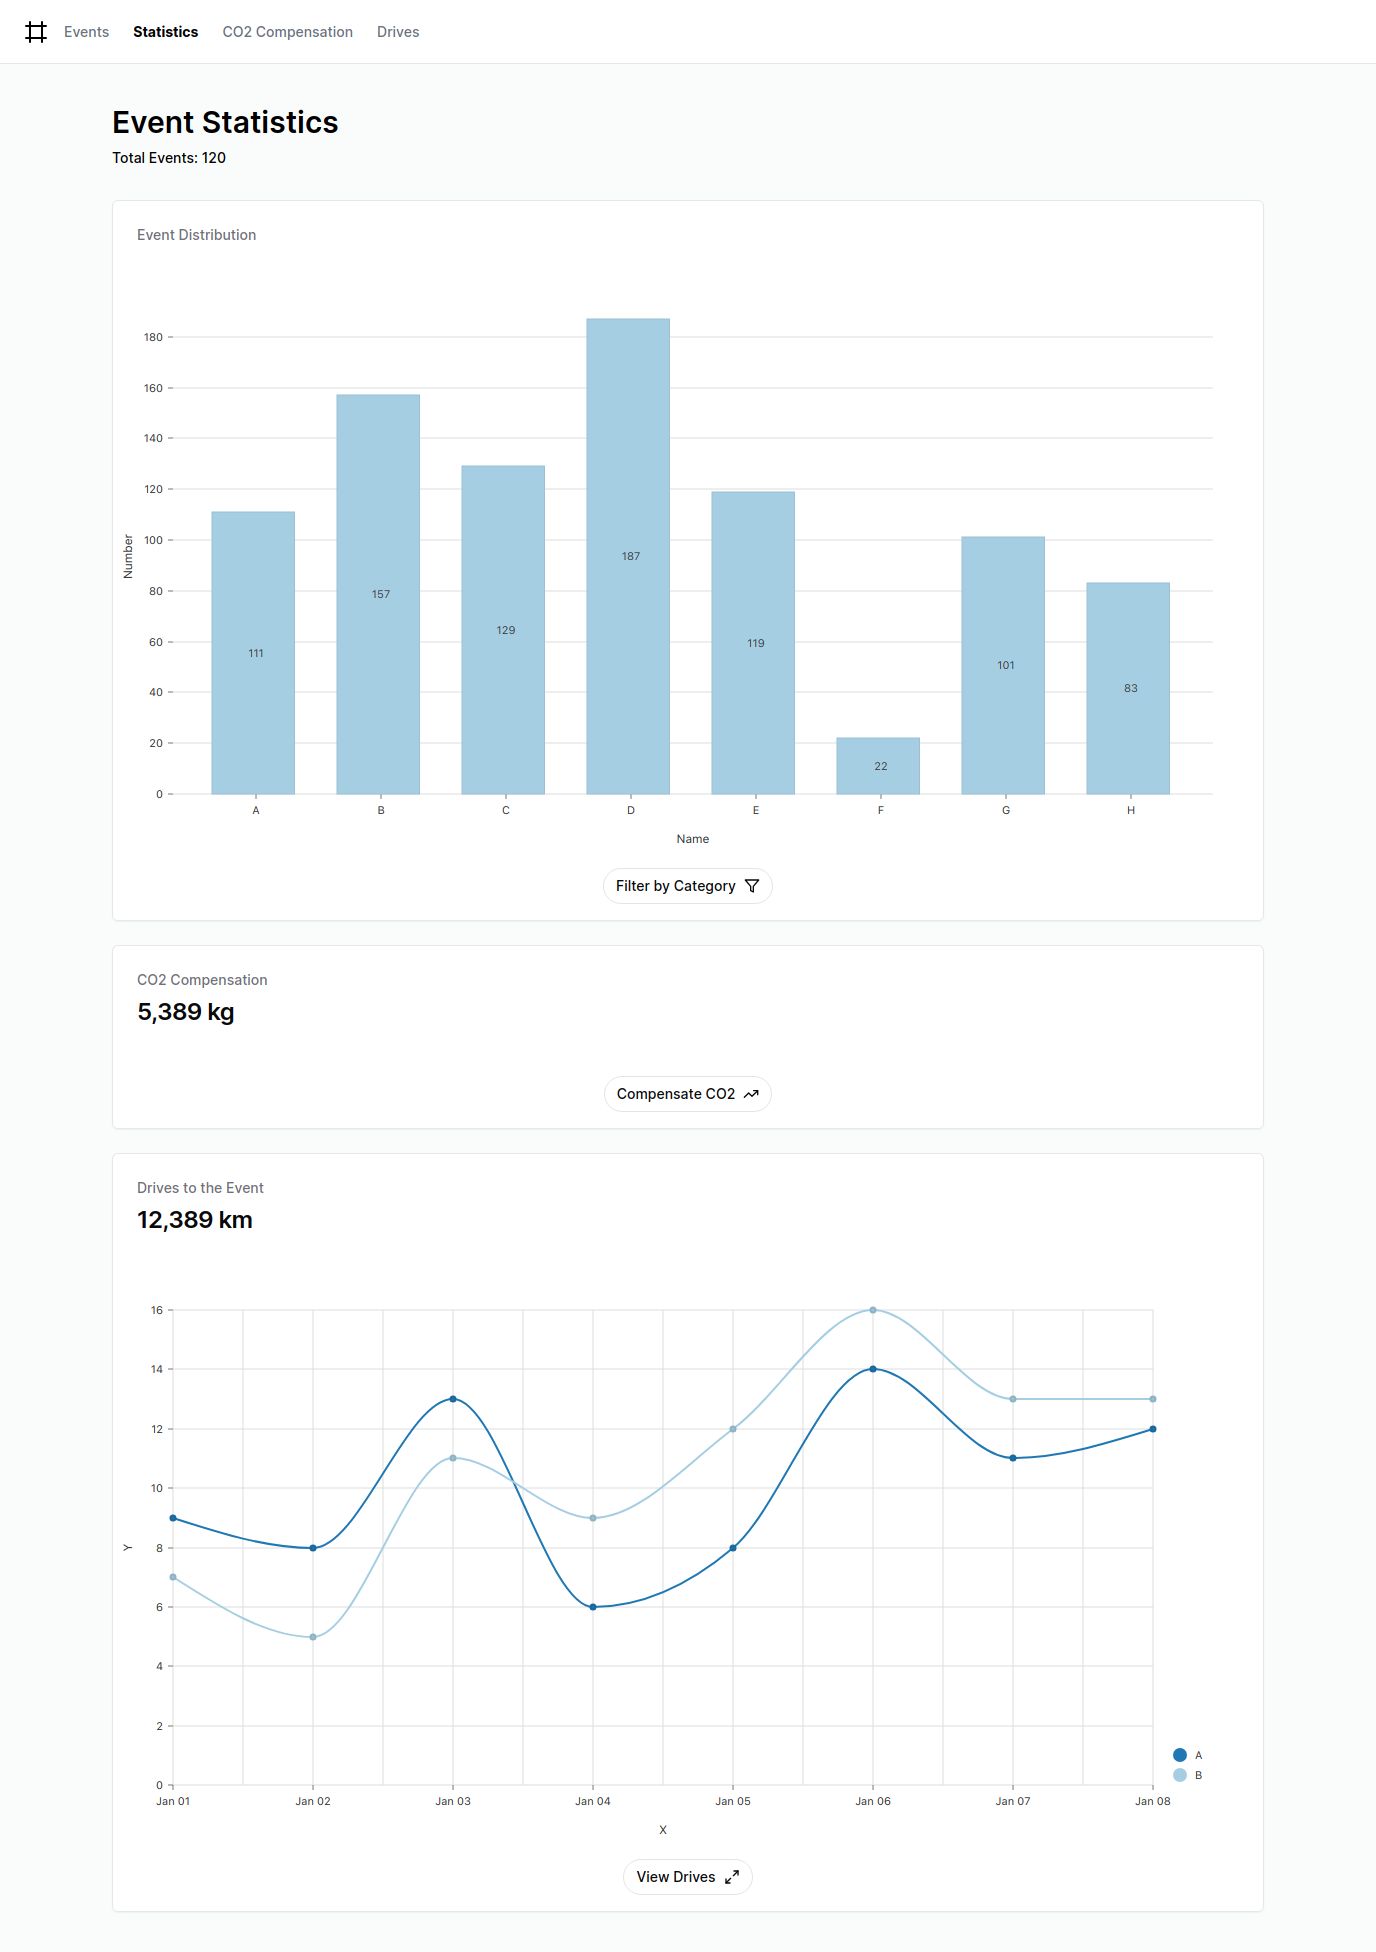 Events Statistics CO2 Compensation Drives
Event Statistics
Total Events: 120
Event Distribution
180
160
140
120
100
80
60
40
20
0
Number
111
157
129
187
119
22
101
83
A B C D E F G H
Name
Filter by Category
CO2 Compensation
5,389 kg
Compensate CO2
Drives to the Event
12,389 km
16
14
12
10
8
6
4
2
0
Y
A
B
Jan 01 Jan 02 Jan 03 Jan 04 Jan 05 Jan 06 Jan 07 Jan 08
X
View Drives